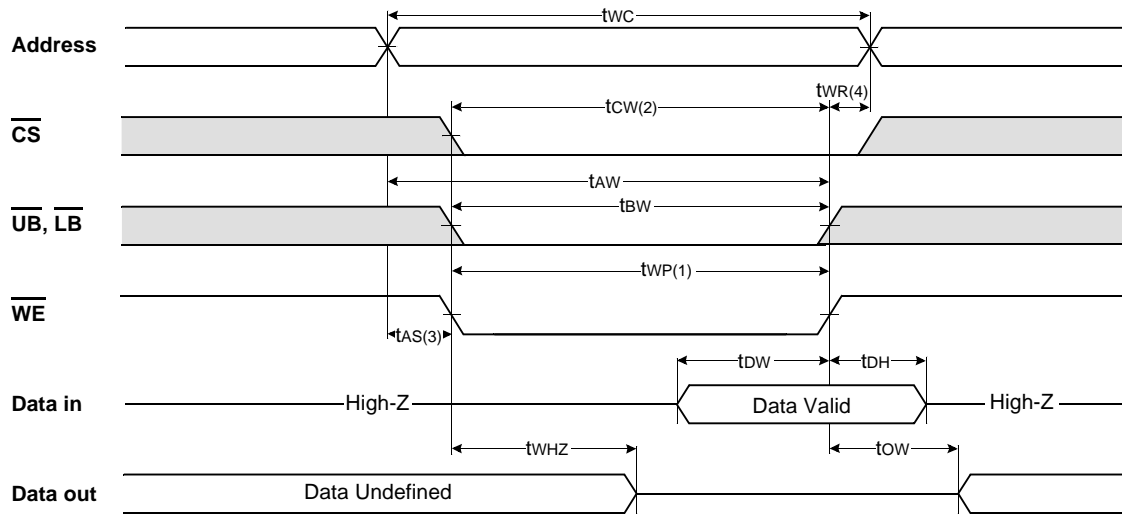 tWC
Address
tCW(2)
tWR(4)
CS
tAW
UB, LB
tBW
tWP(1)
WE
tAS(3)
tDW
tDH
Data in
High-Z
Data Valid
High-Z
tWHZ
tOW
Data out
Data Undefined